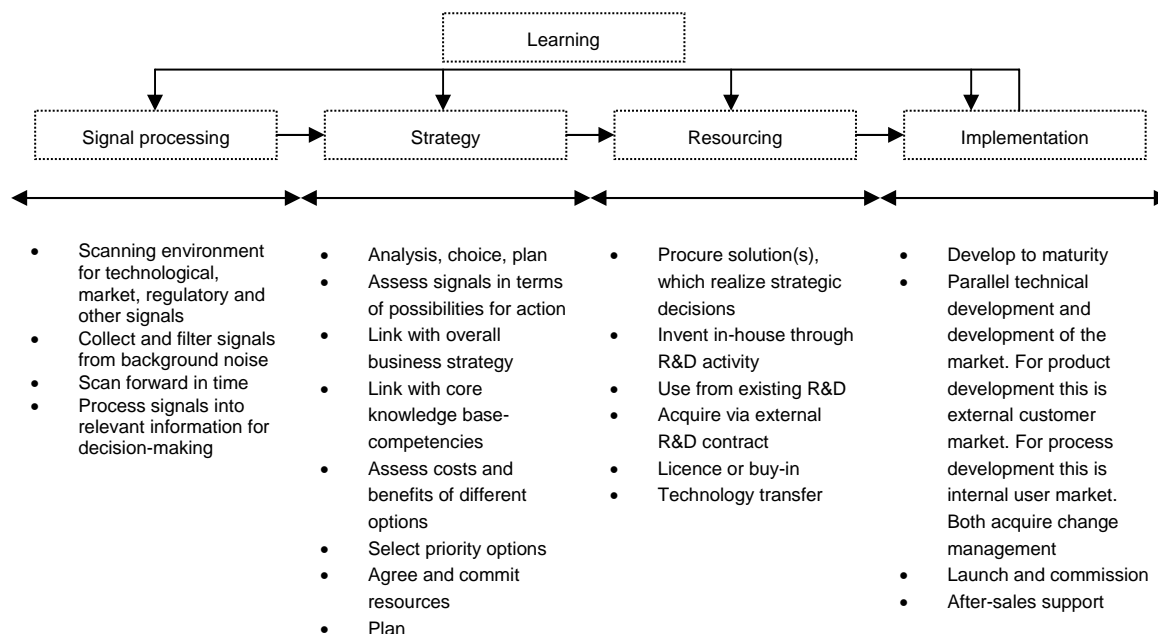 Learning
Signal processing
Strategy
Resourcing
Implementation
• Scanning environment
for technological,
market, regulatory and
other signals
• Collect and filter signals
from background noise
• Scan forward in time
• Process signals into
relevant information for
decision-making
• Analysis, choice, plan
• Assess signals in terms
of possibilities for action
• Link with overall
business strategy
• Link with core
knowledge base-
competencies
• Assess costs and
benefits of different
options
• Select priority options
• Agree and commit
resources
• Plan
• Procure solution(s),
which realize strategic
decisions
• Invent in-house through
R&D activity
• Use from existing R&D
• Acquire via external
R&D contract
• Licence or buy-in
• Technology transfer
• Develop to maturity
• Parallel technical
development and
development of the
market. For product
development this is
external customer
market. For process
development this is
internal user market.
Both acquire change
management
• Launch and commission
• After-sales support